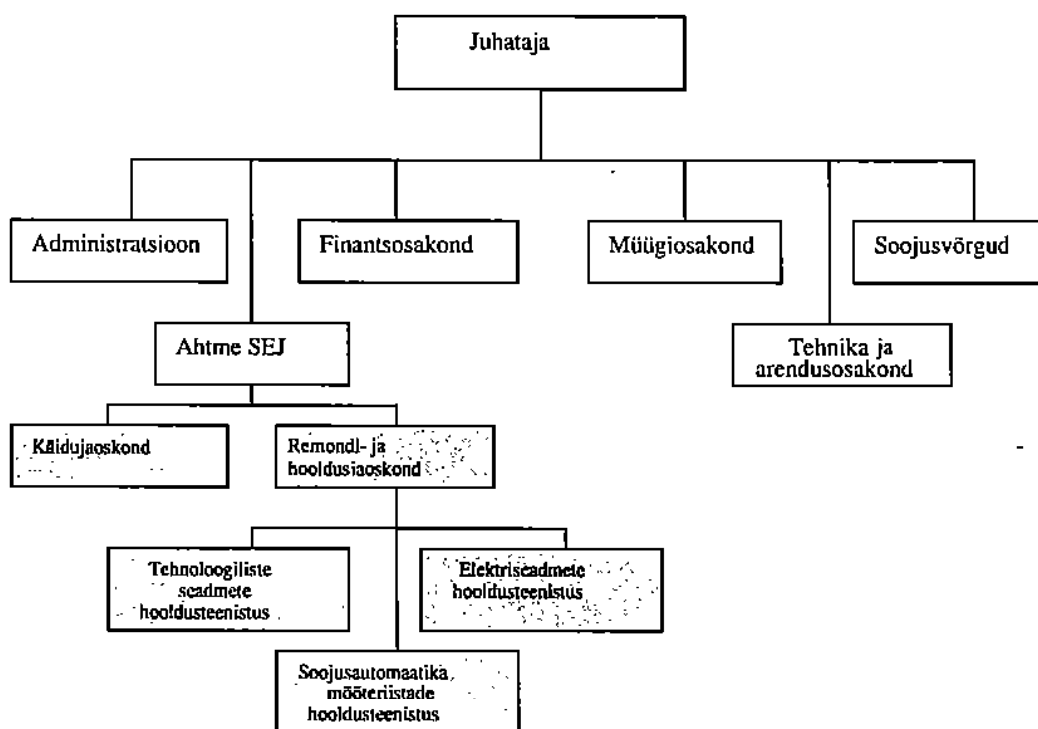 Juhataja
Administratsioon
Finantsosakond
Müügiosakond
Soojusvõrgud
Ahtme SEJ
Tehnika ja
arendusosakond
Käidujaoskond
Remondi- ja
hooldusjaoskond
Tehnoloogiliste
seadmete
hooldusteenistus
Elektriseadmete
hooldusteenistus
Soojusautomaatika,
mõõteriistade
hooldusteenistus